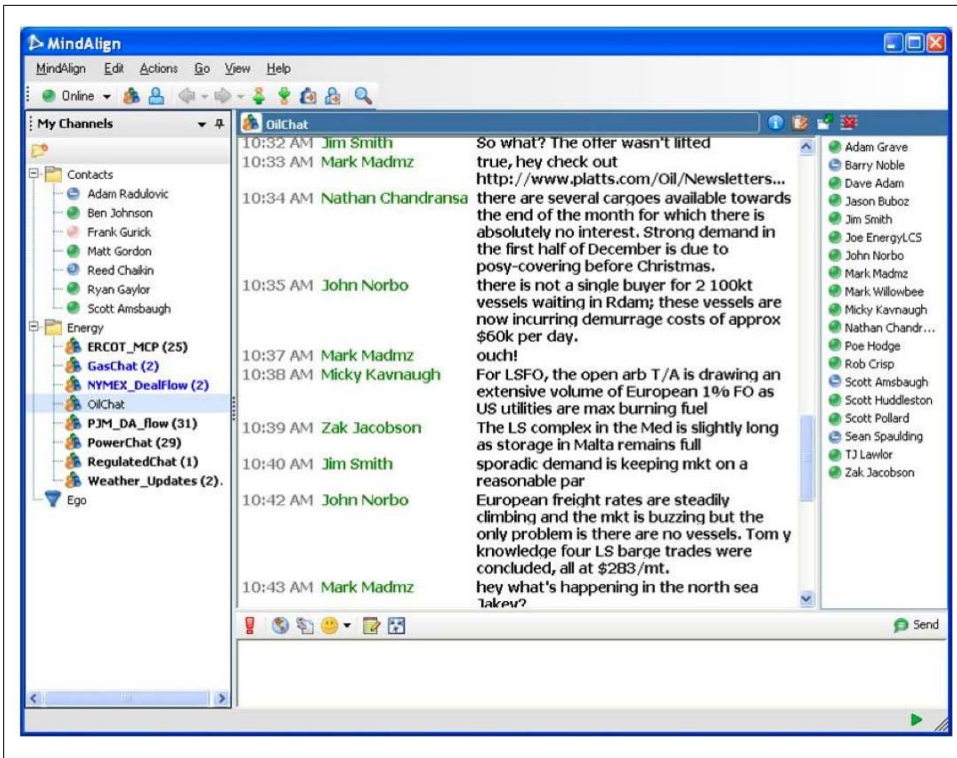 MindAlign
MindAlign Edit Actions Go View Help
Online
My Channels
Contacts
Adam Radulovic
Ben Johnson
Frank Gurick
Matt Gordon
Reed Chaikin
Ryan Gaylor
Scott Amsbaugh
Energy
ERCOT_MCP (25)
GasChat (2)
NYMEX_DealFlow (2)
OilChat
PJM_DA_flow (31)
PowerChat (29)
RegulatedChat (1)
Weather_Updates (2).
Ego
OilChat
10:32 AM Jim Smith So what? The offer wasn't lifted
10:33 AM Mark Madmz true, hey check out
http://www.platts.com/Oil/Newsletters...
10:34 AM Nathan Chandransa there are several cargoes available towards
the end of the month for which there is
absolutely no interest. Strong demand in
the first half of December is due to
posy-covering before Christmas.
10:35 AM John Norbo there is not a single buyer for 2 100kt
vessels waiting in Rdam; these vessels are
now incurring demurrage costs of approx
$60k per day.
10:37 AM Mark Madmz ouch!
10:38 AM Micky Kavnaugh For LSFO, the open arb T/A is drawing an
extensive volume of European 1% FO as
US utilities are max burning fuel
10:39 AM Zak Jacobson The LS complex in the Med is slightly long
as storage in Malta remains full
10:40 AM Jim Smith sporadic demand is keeping mkt on a
reasonable par
10:42 AM John Norbo European freight rates are steadily
climbing and the mkt is buzzing but the
only problem is there are no vessels. Tom y
knowledge four LS barge trades were
concluded, all at $283/mt.
10:43 AM Mark Madmz hey what's happening in the north sea
Jakey?
Adam Grave
Barry Noble
Dave Adam
Jason Buboz
Jim Smith
Joe EnergyLCS
John Norbo
Mark Madmz
Mark Willowbee
Micky Kavnaugh
Nathan Chandr...
Poe Hodge
Rob Crisp
Scott Amsbaugh
Scott Huddleston
Scott Pollard
Sean Spaulding
TJ Lawlor
Zak Jacobson
Send